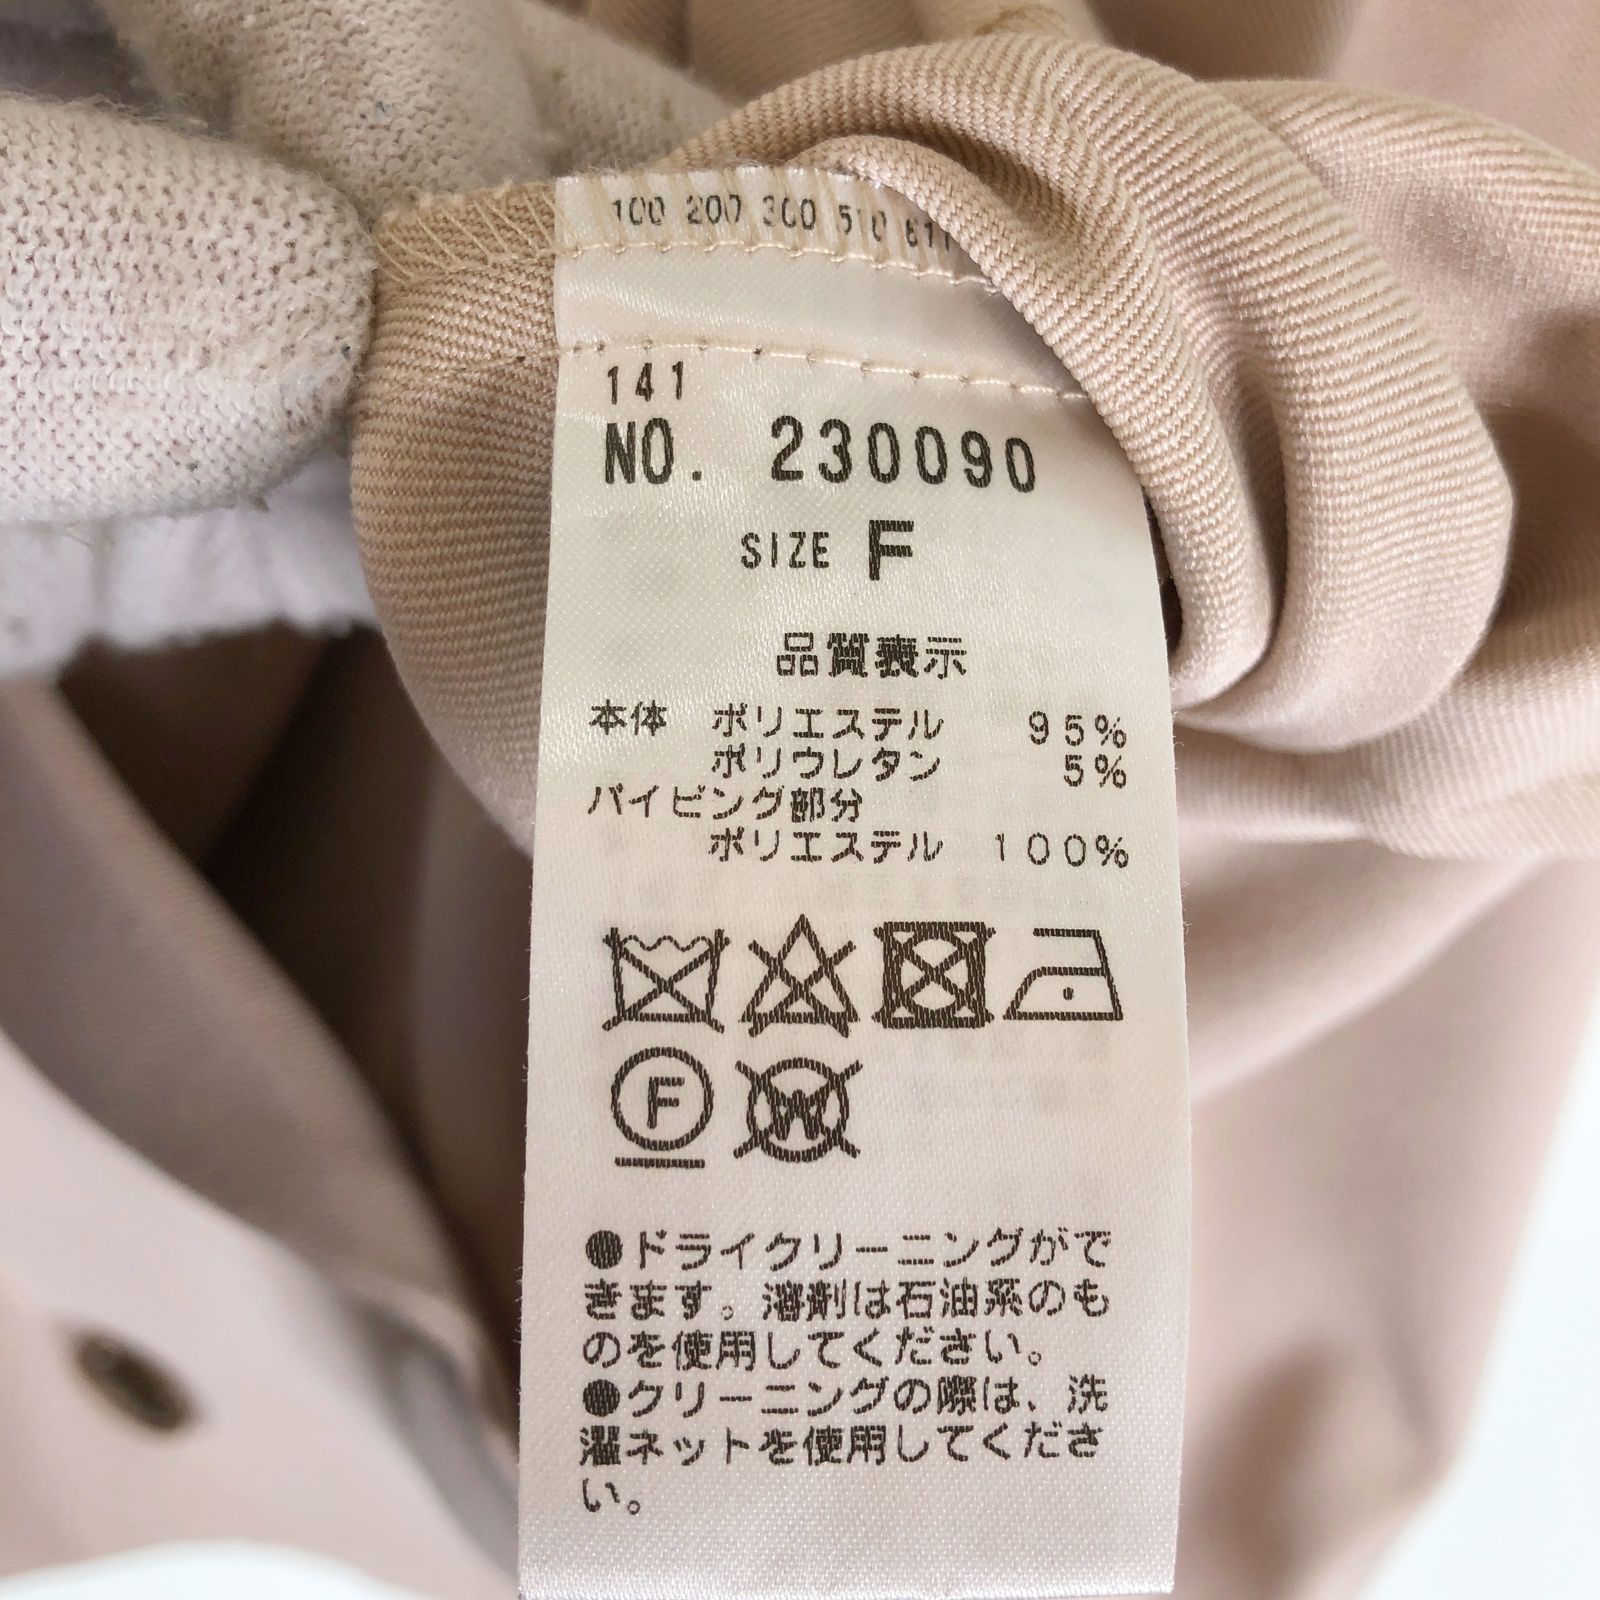 100 200 300 510 611
141
NO. 230090
SIZE F
品質表示
本体 ポリエステル 95%
ポリウレタン 5%
パイピング部分
ポリエステル 100%
F W
●ドライクリーニングがで
きます。溶剤は石油系のも
のを使用してください。
●クリーニングの際は、洗
濯ネットを使用してくださ
い。